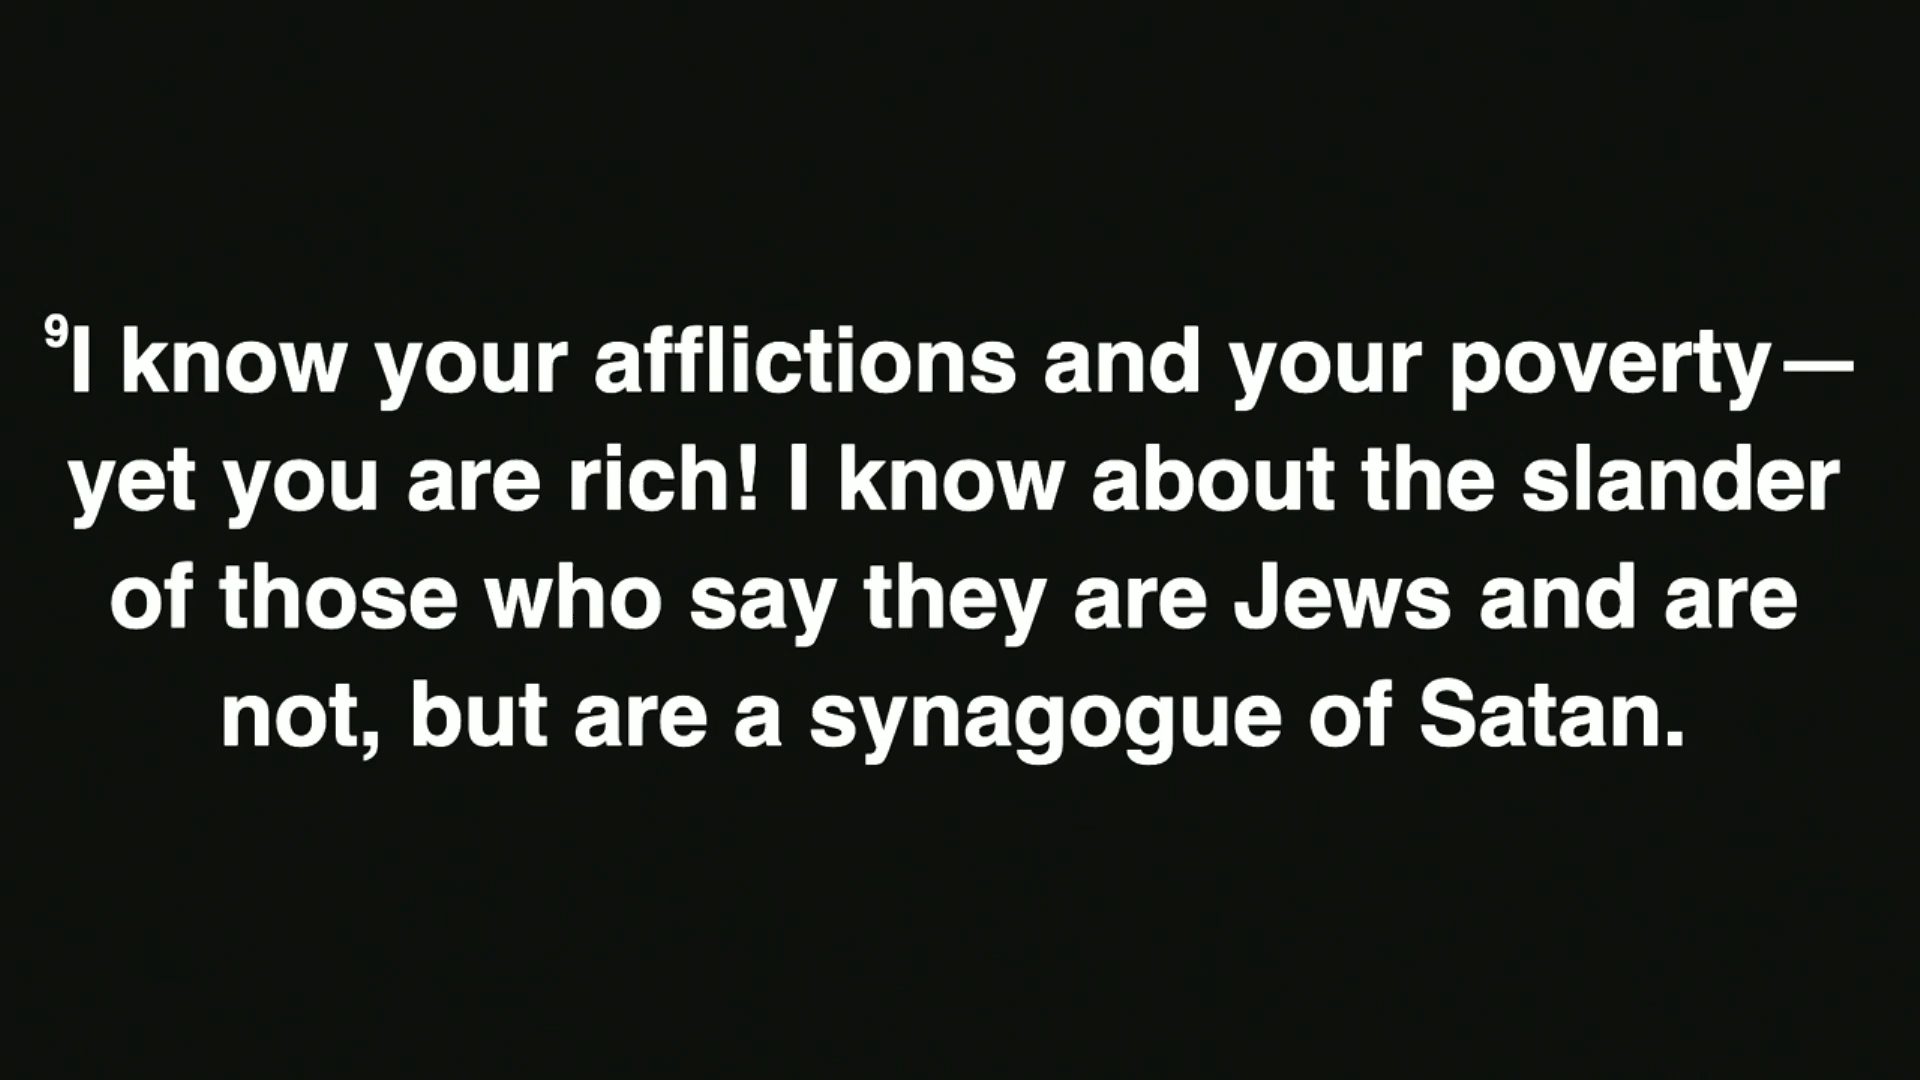 ⁹I know your afflictions and your poverty—
yet you are rich! I know about the slander
of those who say they are Jews and are
not, but are a synagogue of Satan.